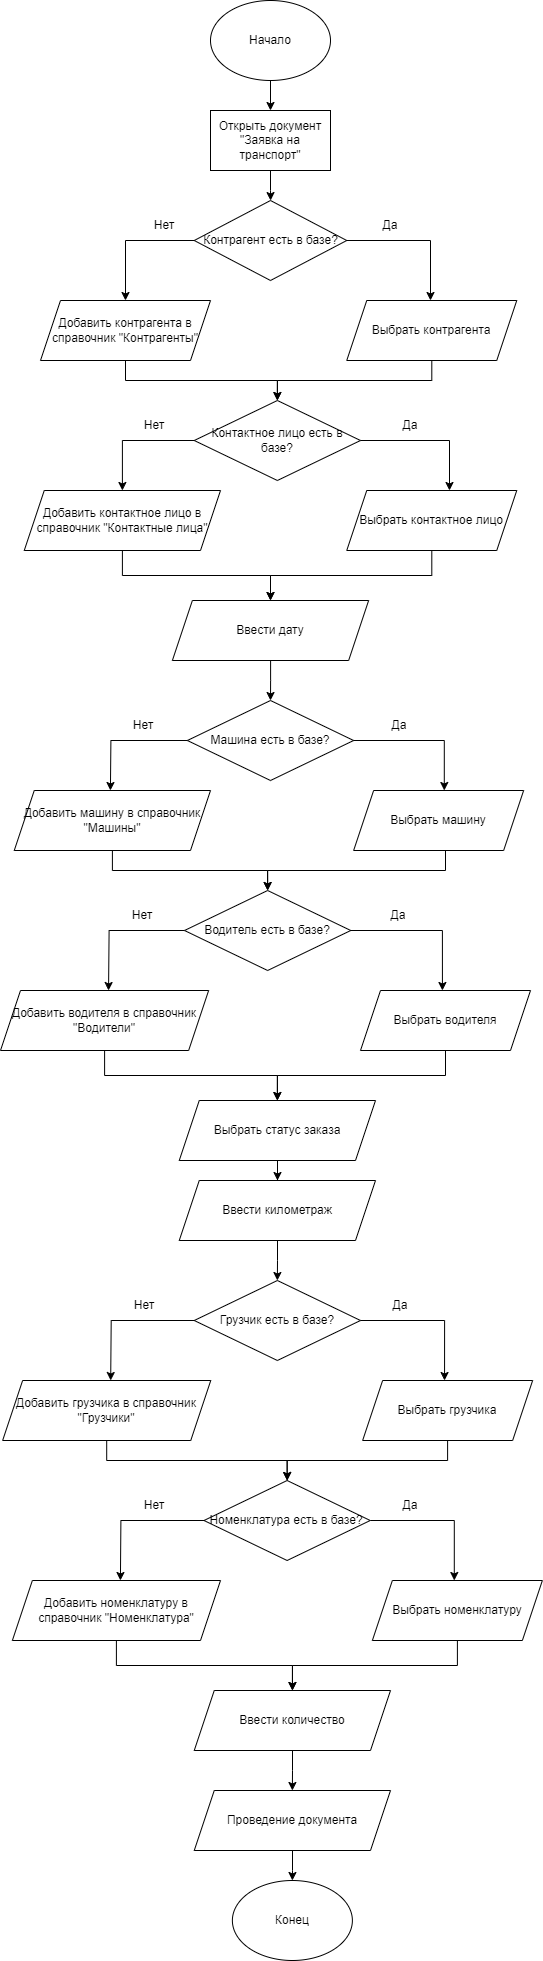 Начало
Открыть документ
"Заявка на
транспорт"
Нет
Да
Контрагент есть в базе?
Добавить контрагента в
справочник "Контрагенты"
Выбрать контрагента
Нет
Да
Контактное лицо есть в
базе?
Добавить контактное лицо в
справочник "Контактные лица"
Выбрать контактное лицо
Ввести дату
Нет
Да
Машина есть в базе?
Добавить машину в справочник
"Машины"
Выбрать машину
Нет
Да
Водитель есть в базе?
Добавить водителя в справочник
"Водители"
Выбрать водителя
Выбрать статус заказа
Ввести километраж
Нет
Да
Грузчик есть в базе?
Добавить грузчика в справочник
"Грузчики"
Выбрать грузчика
Нет
Да
Номенклатура есть в базе?
Добавить номенклатуру в
справочник "Номенклатура"
Выбрать номенклатуру
Ввести количество
Проведение документа
Конец